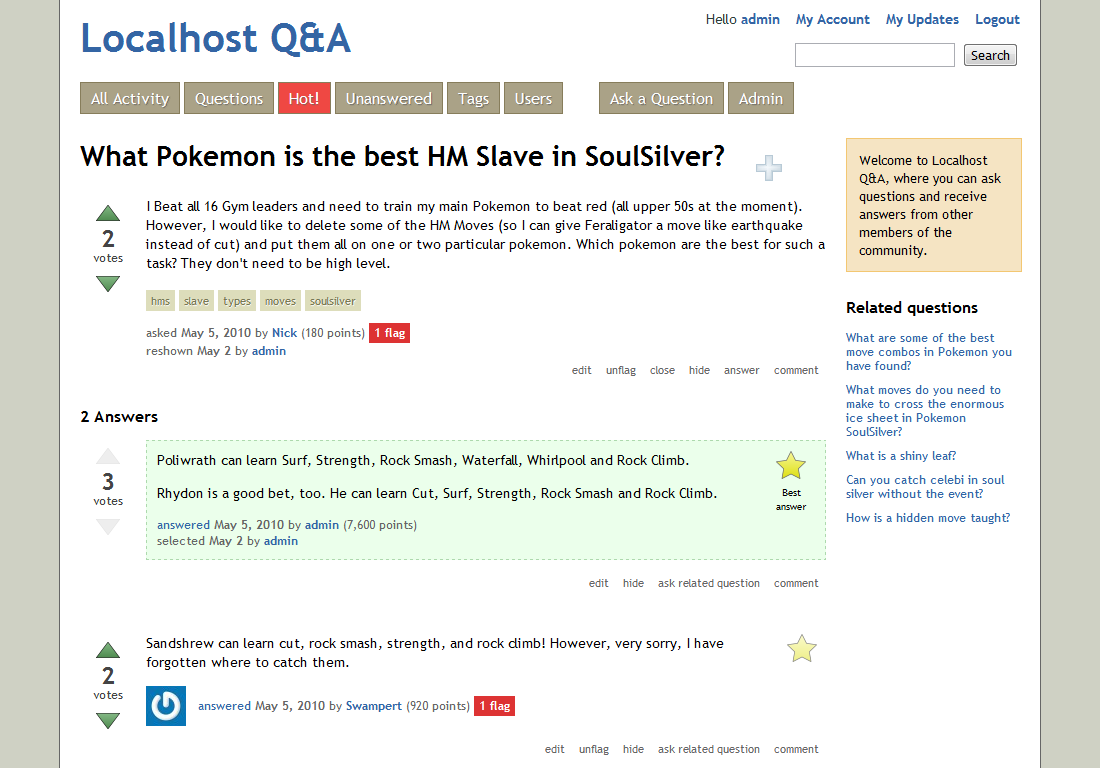 Localhost Q&A
Hello admin My Account My Updates Logout
Search
All Activity Questions Hot! Unanswered Tags Users Ask a Question Admin
What Pokemon is the best HM Slave in SoulSilver?
2
votes
I Beat all 16 Gym leaders and need to train my main Pokemon to beat red (all upper 50s at the moment).
However, I would like to delete some of the HM Moves (so I can give Feraligator a move like earthquake
instead of cut) and put them all on one or two particular pokemon. Which pokemon are the best for such a
task? They don't need to be high level.
hms slave types moves soulsilver
asked May 5, 2010 by Nick (180 points) 1 flag
reshown May 2 by admin
edit unflag close hide answer comment
2 Answers
3
votes
Poliwrath can learn Surf, Strength, Rock Smash, Waterfall, Whirlpool and Rock Climb.
Rhydon is a good bet, too. He can learn Cut, Surf, Strength, Rock Smash and Rock Climb.
answered May 5, 2010 by admin (7,600 points)
selected May 2 by admin
Best
answer
edit hide ask related question comment
2
votes
Sandshrew can learn cut, rock smash, strength, and rock climb! However, very sorry, I have
forgotten where to catch them.
answered May 5, 2010 by Swampert (920 points) 1 flag
edit unflag hide ask related question comment
Welcome to Localhost
Q&A, where you can ask
questions and receive
answers from other
members of the
community.
Related questions
What are some of the best
move combos in Pokemon you
have found?
What moves do you need to
make to cross the enormous
ice sheet in Pokemon
SoulSilver?
What is a shiny leaf?
Can you catch celebi in soul
silver without the event?
How is a hidden move taught?